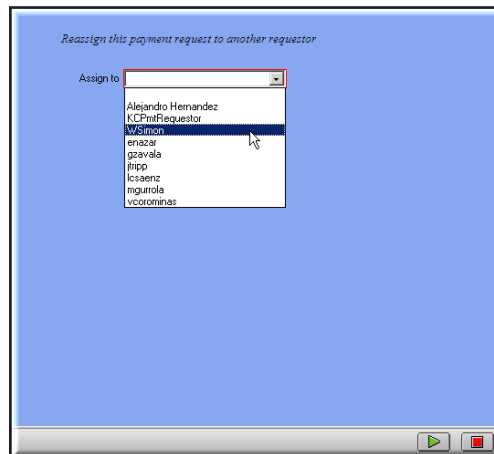 Reassign this payment request to another requestor
Assign to
Alejandro Hernandez
KCPmtRequestor
WSimon
enazar
gzavala
jtripp
lcsaenz
mgurrola
vcorominas